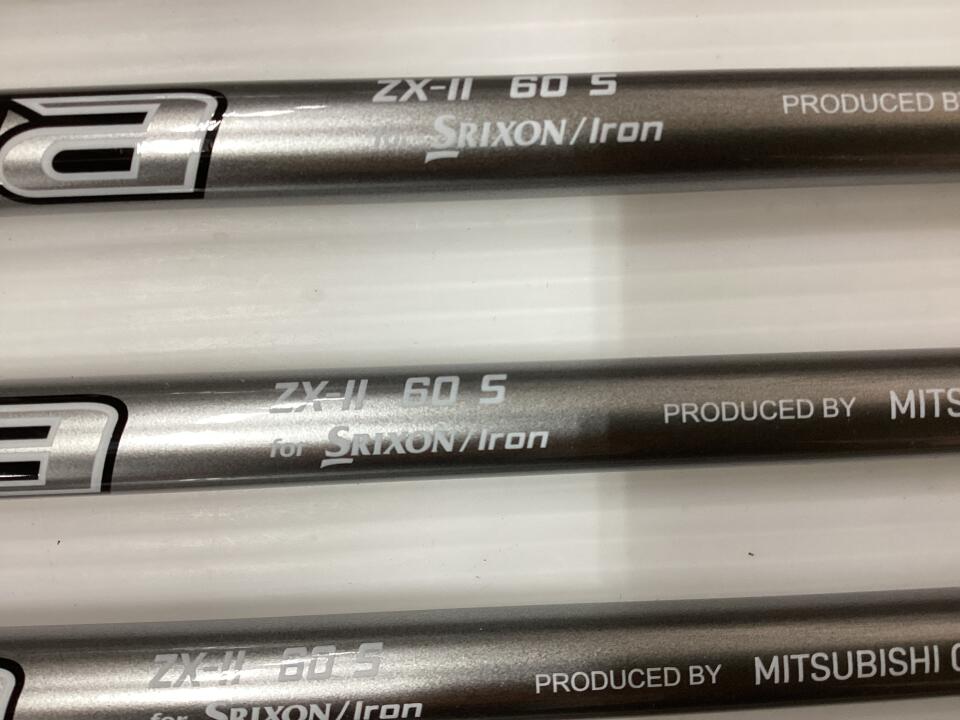 ZX-II 60 S
for SRIXON/Iron
PRODUCED BY
ZX-II 60 S
for SRIXON/Iron
PRODUCED BY MITS
ZX-II 60 S
for SRIXON/Iron
PRODUCED BY MITSUBISHI C